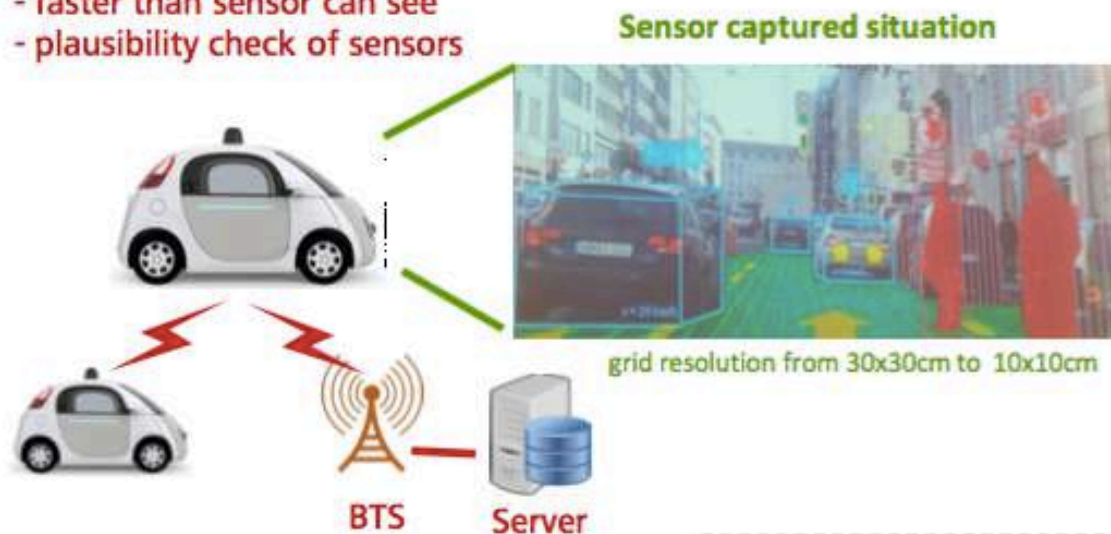 - faster than sensor can see
- plausibility check of sensors
Sensor captured situation
grid resolution from 30x30cm to 10x10cm
BTS
Server